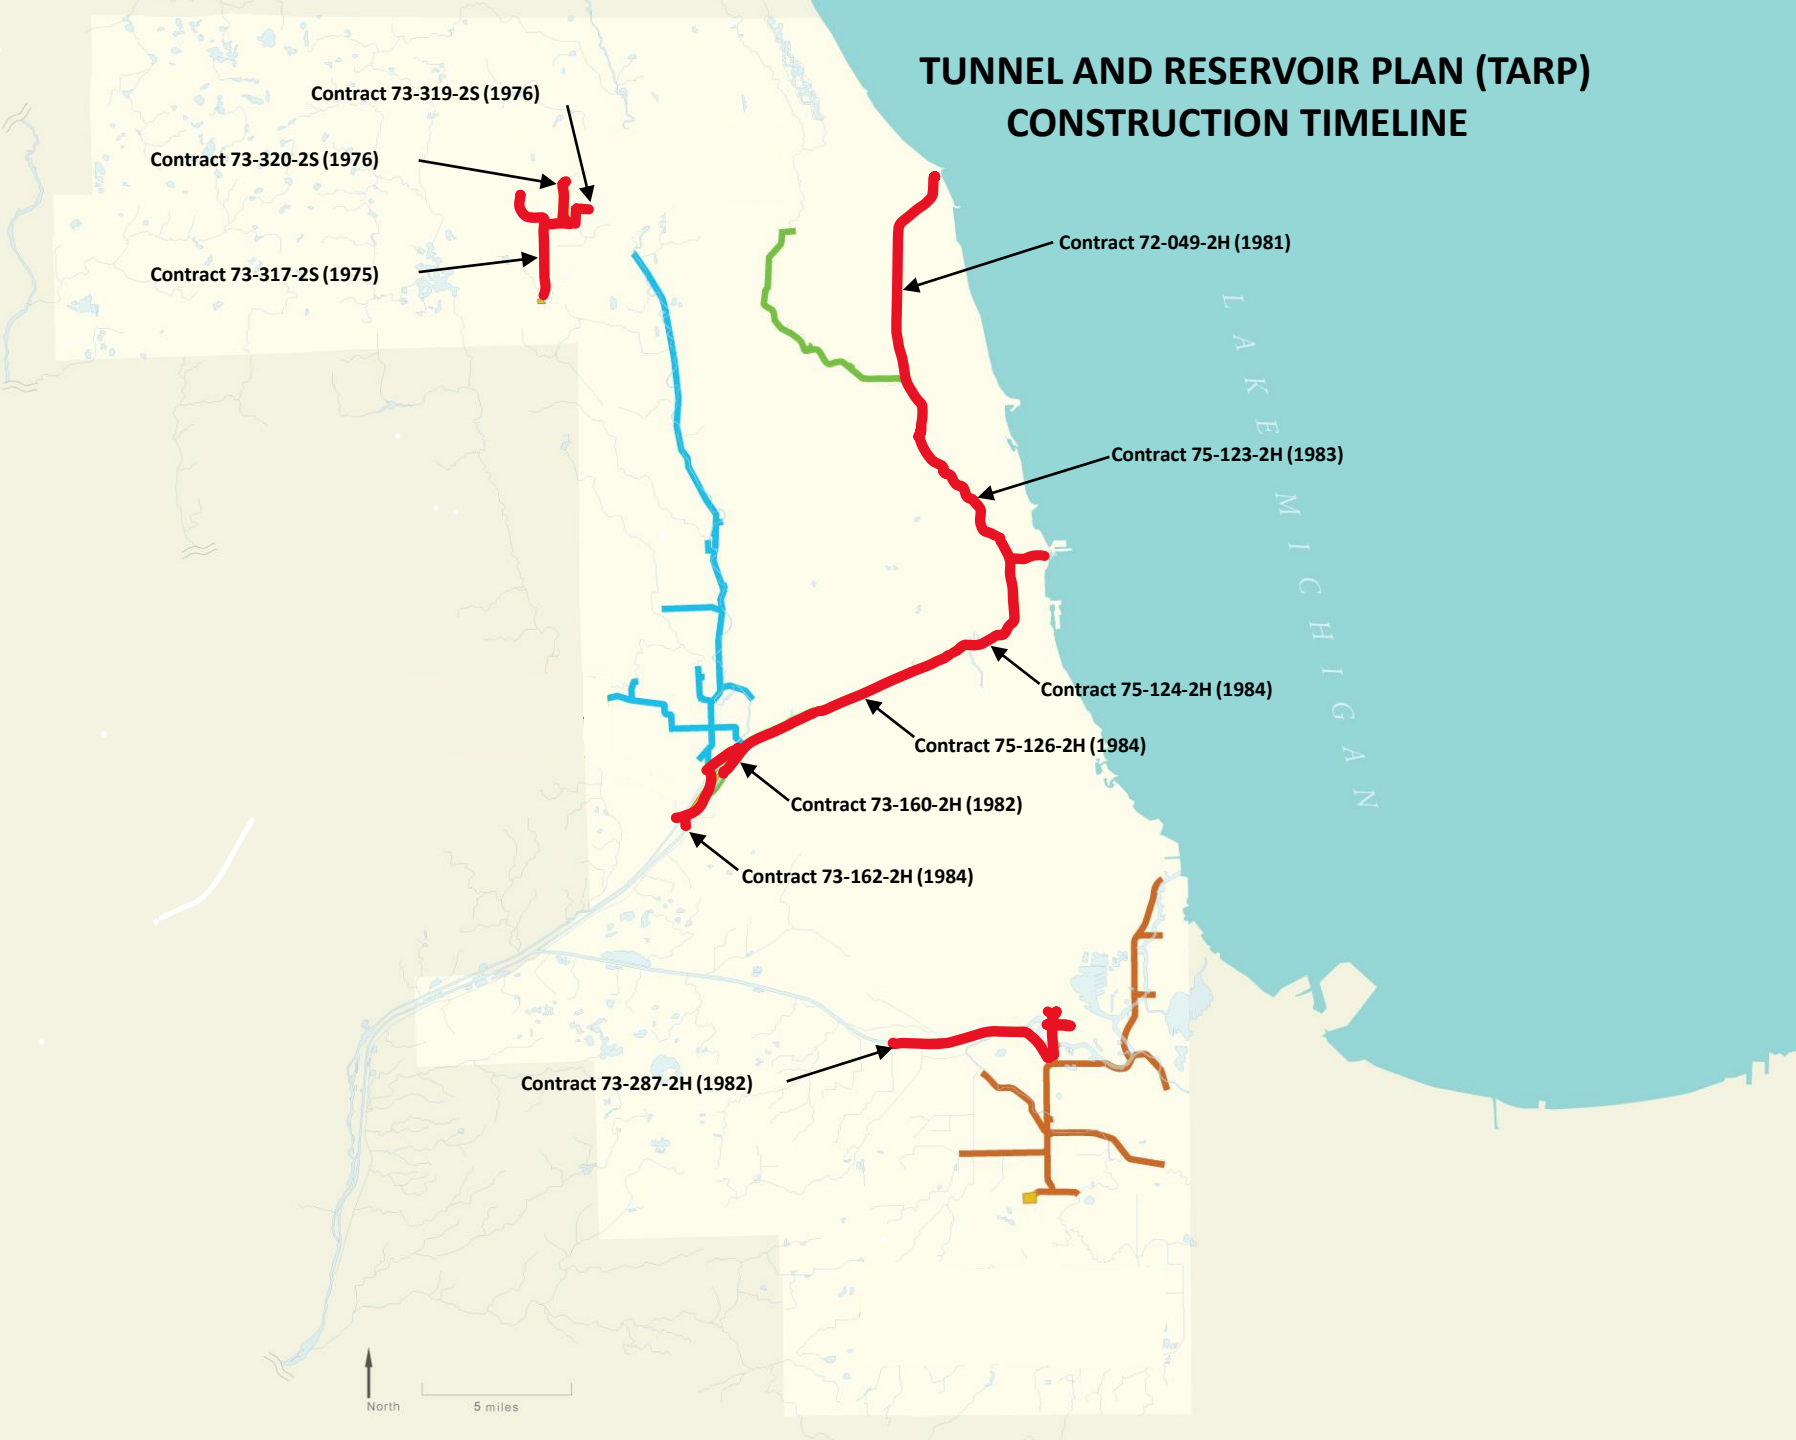 TUNNEL AND RESERVOIR PLAN (TARP)
CONSTRUCTION TIMELINE
Contract 73-319-2S (1976)
Contract 73-320-2S (1976)
Contract 73-317-2S (1975)
Contract 72-049-2H (1981)
LAKE MICHIGAN
Contract 75-123-2H (1983)
Contract 75-124-2H (1984)
Contract 75-126-2H (1984)
Contract 73-160-2H (1982)
Contract 73-162-2H (1984)
Contract 73-287-2H (1982)
North
5 miles